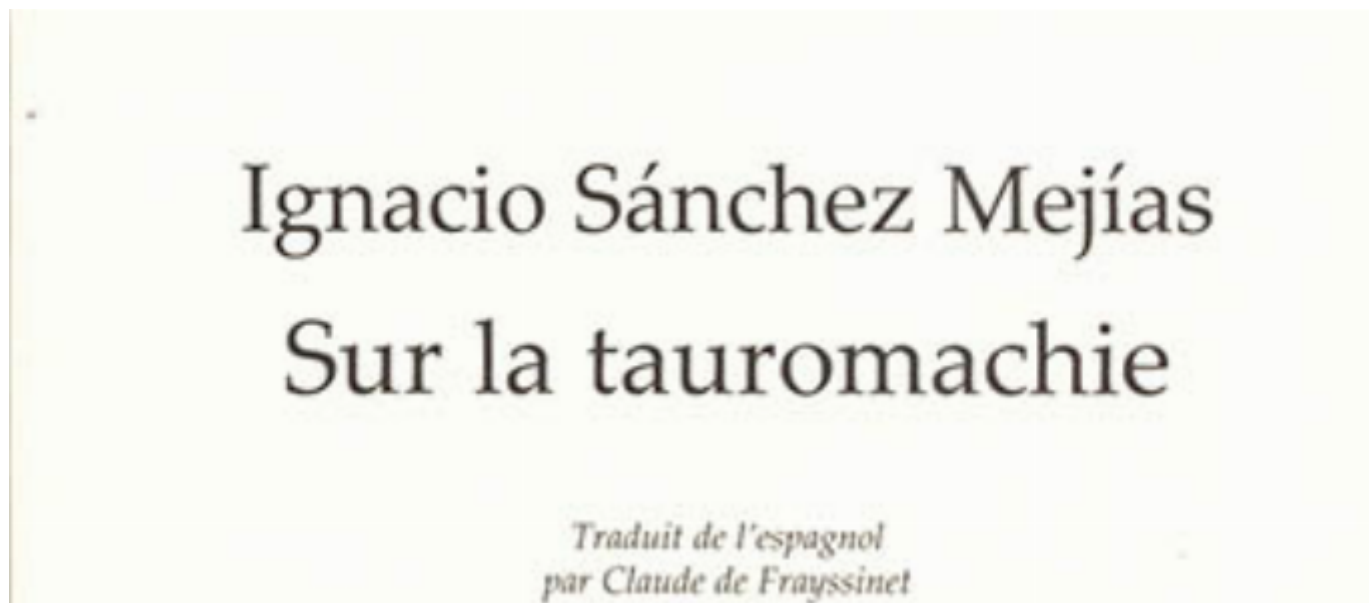 Ignacio Sánchez Mejías
Sur la tauromachie
Traduit de l'espagnol
par Claude de Frayssinet